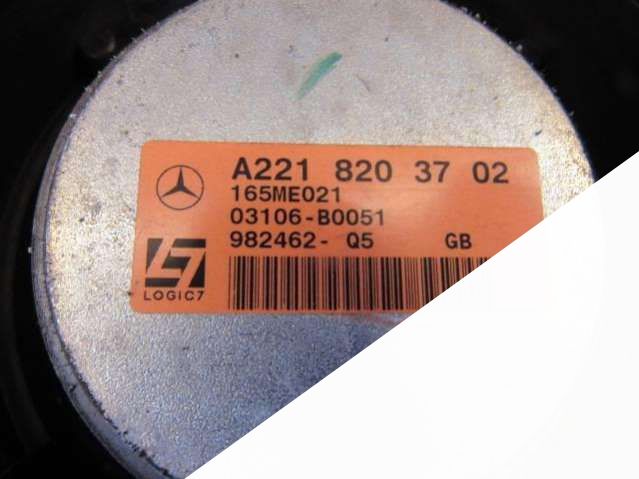 A221 820 37 02
165ME021
03106-B0051
982462- Q5 GB
LOGIC7